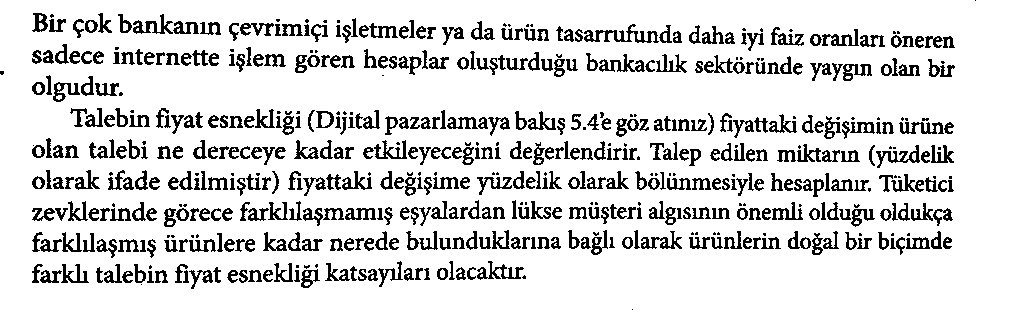 Bir çok bankanın çevrimiçi işletmeler ya da ürün tasarrufunda daha iyi faiz oranları öneren
sadece internette işlem gören hesaplar oluşturduğu bankacılık sektöründe yaygın olan bir
olgudur.
Talebin fiyat esnekliği (Dijital pazarlamaya bakış 5.4'e göz atınız) fiyattaki değişimin ürüne
olan talebi ne dereceye kadar etkileyeceğini değerlendirir. Talep edilen miktarın (yüzdelik
olarak ifade edilmiştir) fiyattaki değişime yüzdelik olarak bölünmesiyle hesaplanır. Tüketici
zevklerinde görece farklılaşmamış eşyalardan lükse müşteri algısının önemli olduğu oldukça
farklılaşmış ürünlere kadar nerede bulunduklarına bağlı olarak ürünlerin doğal bir biçimde
farklı talebin fiyat esnekliği katsayıları olacaktır.